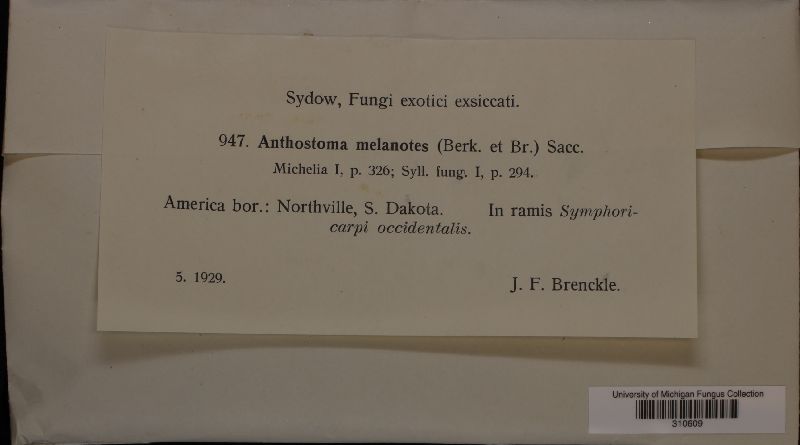 Sydow, Fungi exotici exsiccati.
947. Anthostoma melanotes (Berk. et Br.) Sacc.
Michelia I, p. 326; Syll. fung. I, p. 294.
America bor.: Northville, S. Dakota. In ramis Symphori-
carpi occidentalis.
5. 1929.
J. F. Brenckle.
University of Michigan Fungus Collection
310609